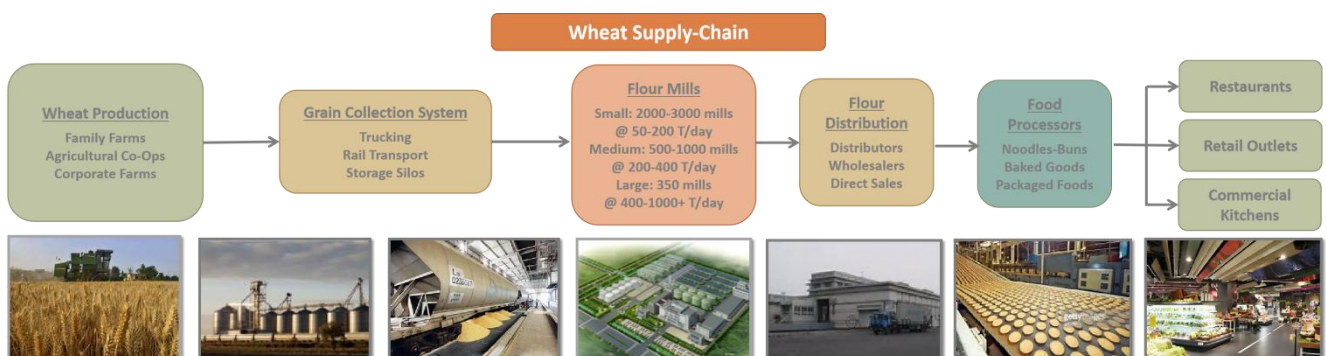 Wheat Supply-Chain
Wheat Production
Family Farms
Agricultural Co-Ops
Corporate Farms
Grain Collection System
Trucking
Rail Transport
Storage Silos
Flour Mills
Small: 2000-3000 mills
@ 50-200 T/day
Medium: 500-1000 mills
@ 200-400 T/day
Large: 350 mills
@ 400-1000+ T/day
Flour
Distribution
Distributors
Wholesalers
Direct Sales
Food
Processors
Noodles-Buns
Baked Goods
Packaged Foods
Restaurants
Retail Outlets
Commercial
Kitchens